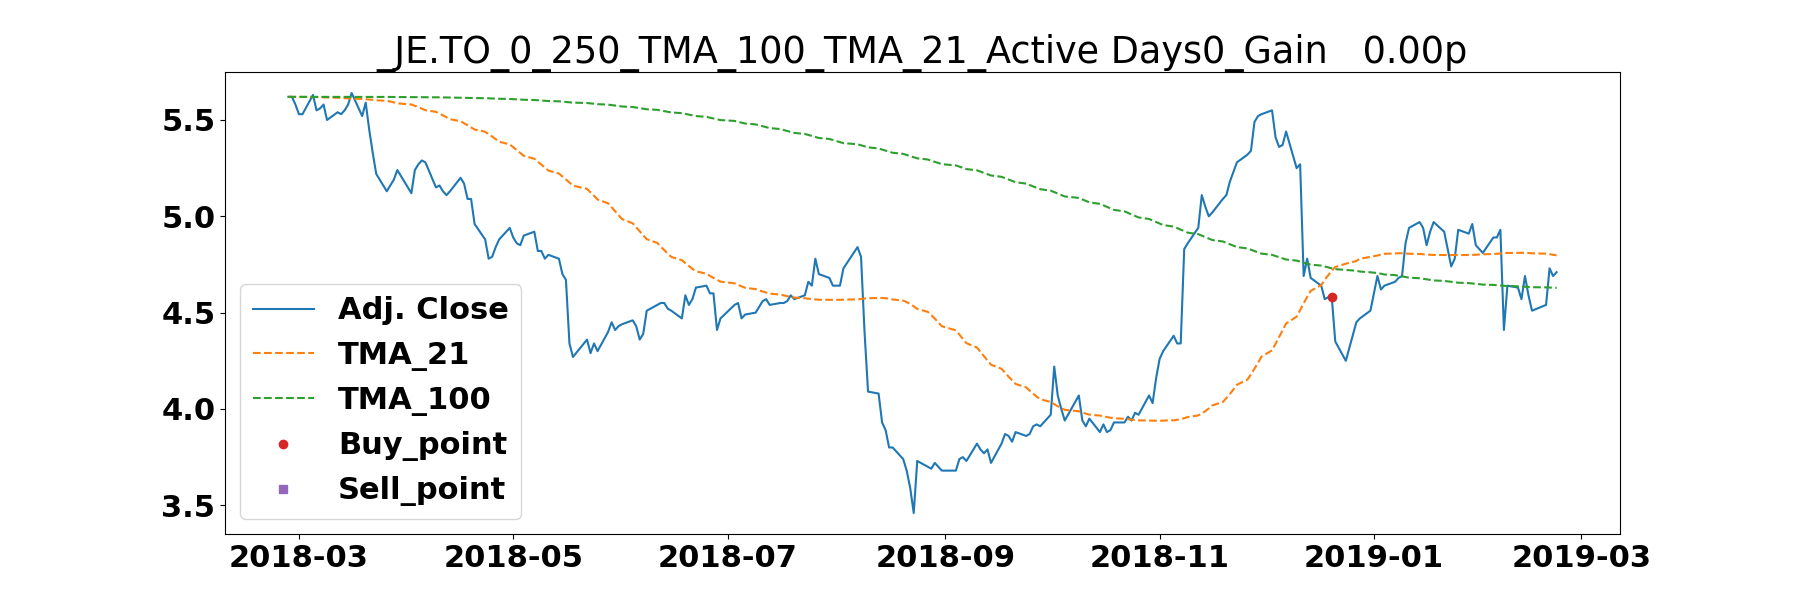 _JE.TO_0_250_TMA_100_TMA_21_Active Days0_Gain   0.00p
5.5
5.0
4.5
4.0
3.5
Adj. Close
TMA_21
TMA_100
Buy_point
Sell_point
2018-03 2018-05 2018-07 2018-09 2018-11 2019-01 2019-03